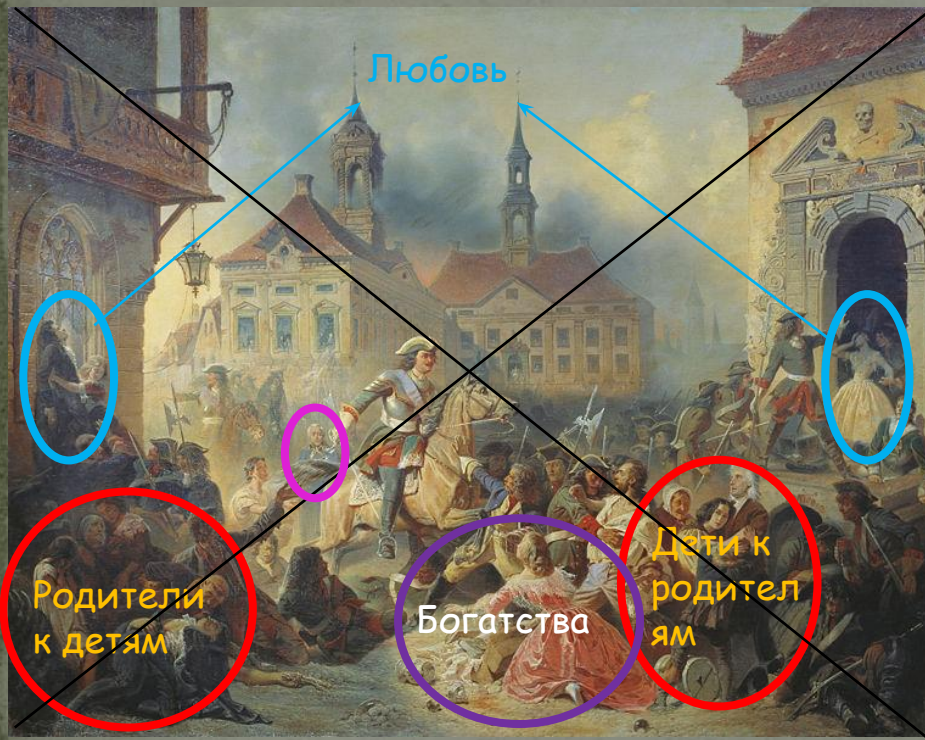 Любовь
Родители
к детям
Богатства
Дети к
родител
ям